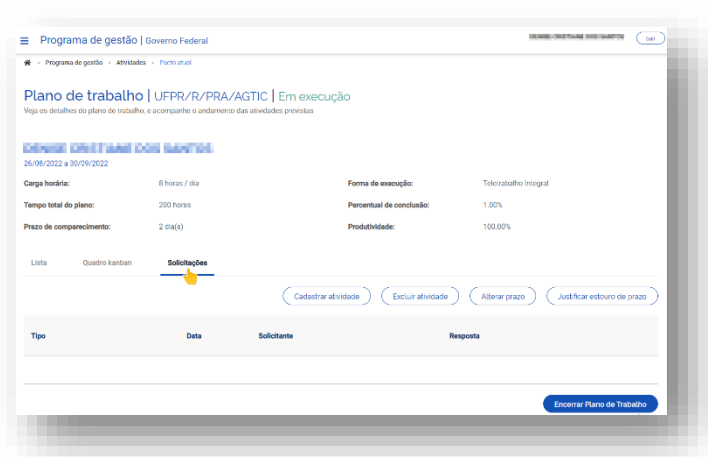 Programa de gestão | Governo Federal
Sair
Programa de gestão - Atividades - Pacto atual
Plano de trabalho | UFPR/R/PRA/AGTIC | Em execução
Veja os detalhes do plano de trabalho, e acompanhe o andamento das atividades previstas
26/08/2022 a 30/09/2022
Carga horária: 8 horas / dia Forma de execução: Teletrabalho Integral
Tempo total do plano: 200 horas Percentual de conclusão: 1.00%
Prazo de comparecimento: 2 dia(s) Produtividade: 100.00%
Lista Quadro kanban Solicitações
Cadastrar atividade Excluir atividade Alterar prazo Justificar estouro de prazo
Tipo Data Solicitante Resposta
Encerrar Plano de Trabalho